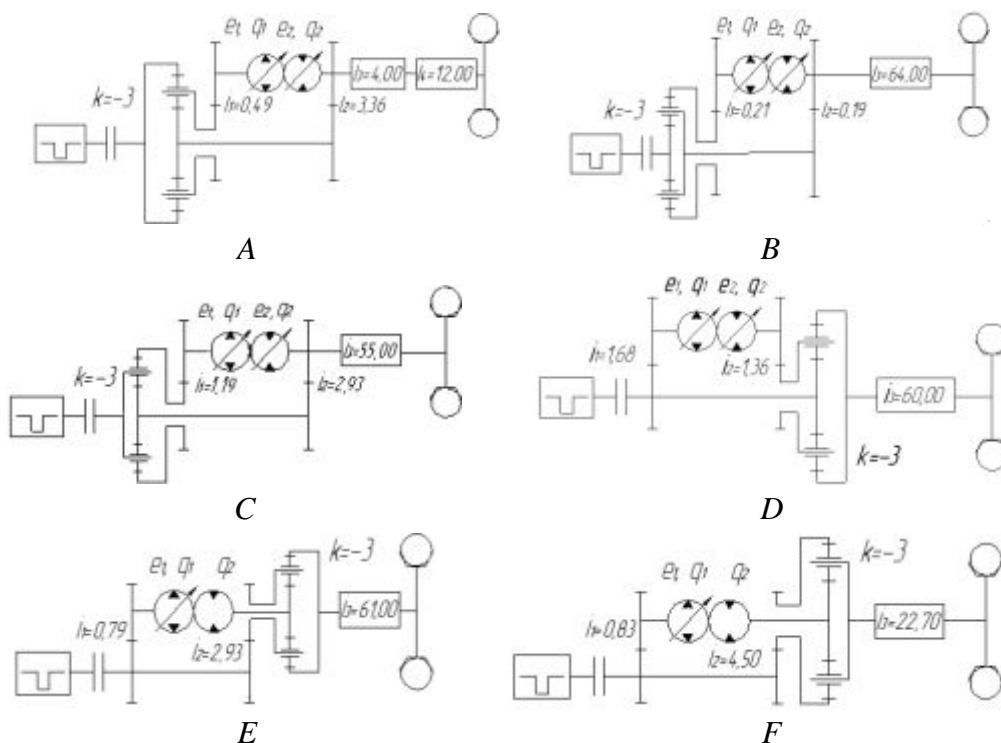 e1, q1 e2, q2
k=-3
i1=0,49
i2=3,36
i3=4,00
i4=12,00
A
e1, q1 e2, q2
k=-3
i1=0,21
i2=0,19
i3=64,00
B
e1, q1 e2, q2
k=-3
i1=1,19
i2=2,93
i3=55,00
C
e1, q1 e2, q2
i1=1,68
i2=1,36
i3=60,00
k=-3
D
e1, q1 q2
k=-3
i1=0,79
i2=2,93
i3=61,00
E
e1, q1 q2
k=-3
i1=0,83
i2=4,50
i3=22,70
F